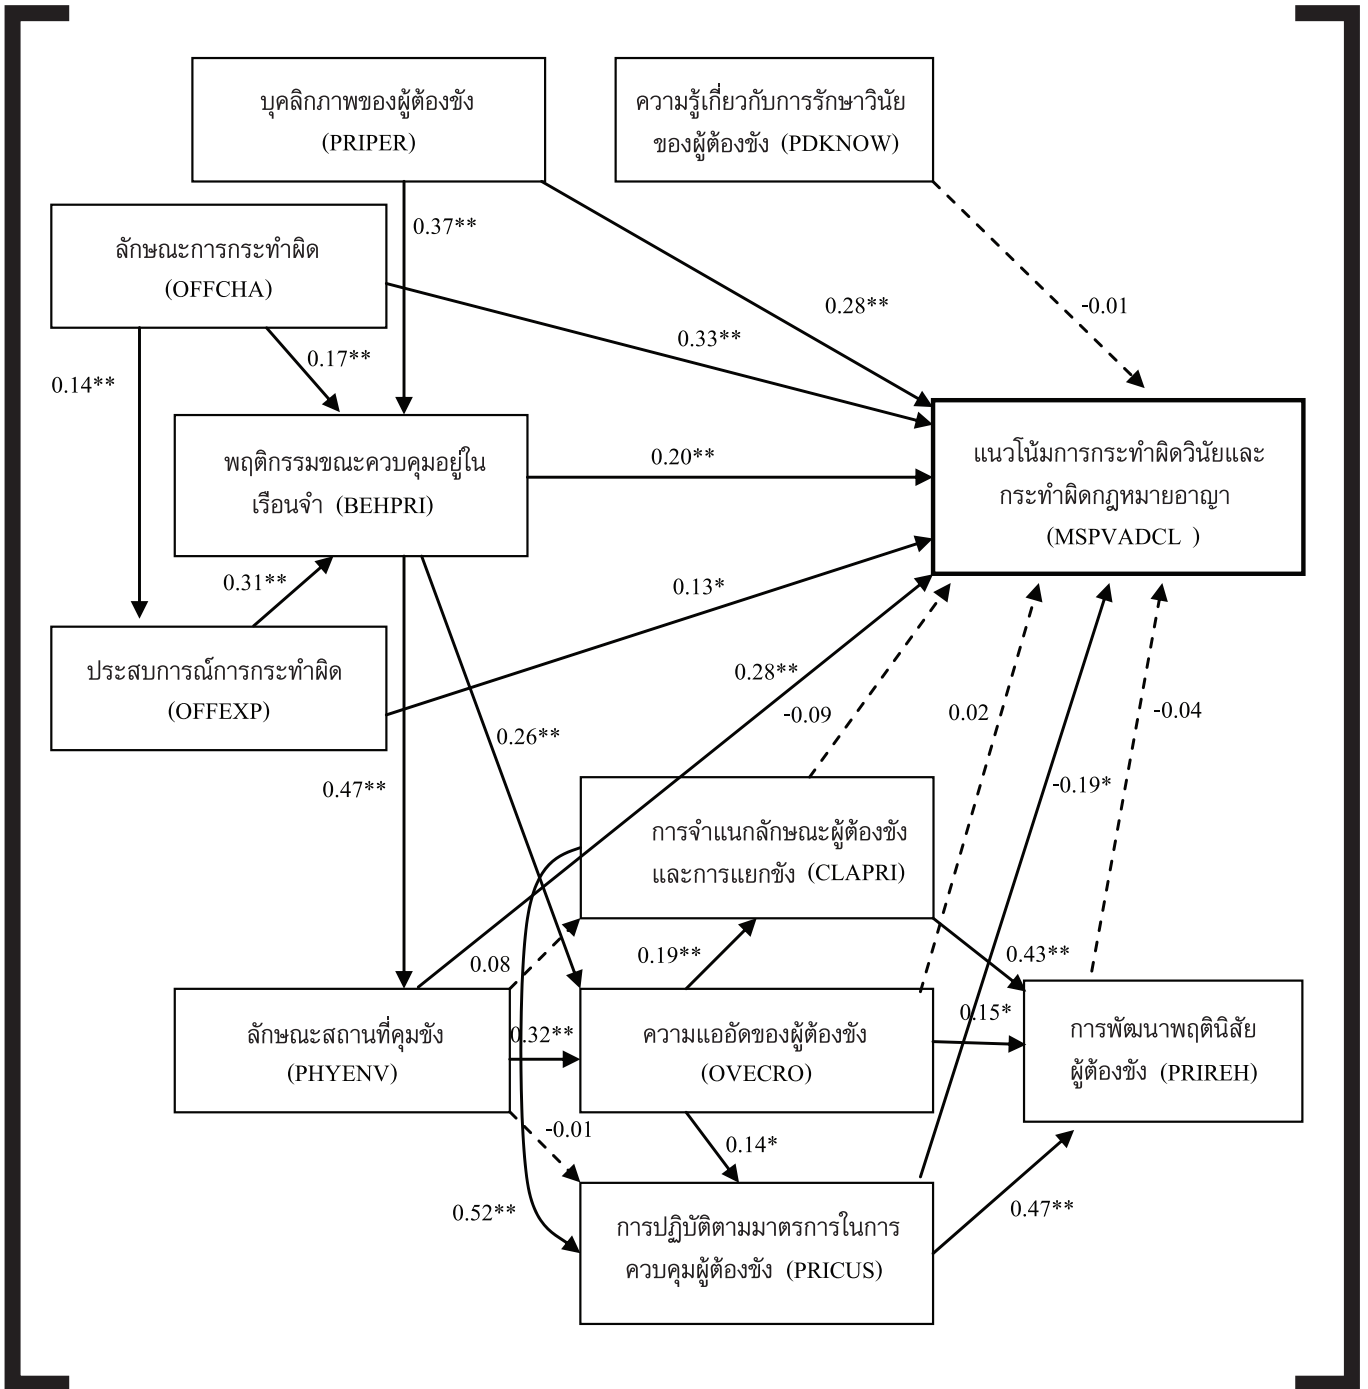 บุคลิกภาพของผู้ต้องขัง
(PRIPER)
ความรู้เกี่ยวกับการรักษาวินัย
ของผู้ต้องขัง (PDKNOW)
0.37**
ลักษณะการกระทำผิด
(OFFCHA)
0.28**
-0.01
0.33**
0.17**
0.14**
พฤติกรรมขณะควบคุมอยู่ใน
เรือนจำ (BEHPRI)
0.20**
แนวโน้มการกระทำผิดวินัยและ
กระทำผิดกฎหมายอาญา
(MSPVADCL )
0.31**
0.13*
ประสบการณ์การกระทำผิด
(OFFEXP)
0.28**
-0.09
0.02
-0.04
0.26**
0.47**
-0.19*
การจำแนกลักษณะผู้ต้องขัง
และการแยกขัง (CLAPRI)
0.08
0.19**
0.43**
ลักษณะสถานที่คุมขัง
(PHYENV)
0.32**
ความแออัดของผู้ต้องขัง
(OVECRO)
0.15*
การพัฒนาพฤตินิสัย
ผู้ต้องขัง (PRIREH)
-0.01
0.14*
0.52**
0.47**
การปฏิบัติตามมาตรการในการ
ควบคุมผู้ต้องขัง (PRICUS)